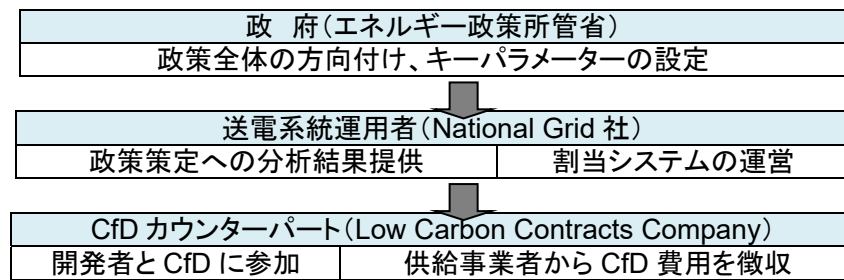 政　府（エネルギー政策所管省）
政策全体の方向付け、キーパラメーターの設定
送電系統運用者（National Grid 社）
政策策定への分析結果提供　割当システムの運営
CfD カウンターパート（Low Carbon Contracts Company）
開発者と CfD に参加　供給事業者から CfD 費用を徴収